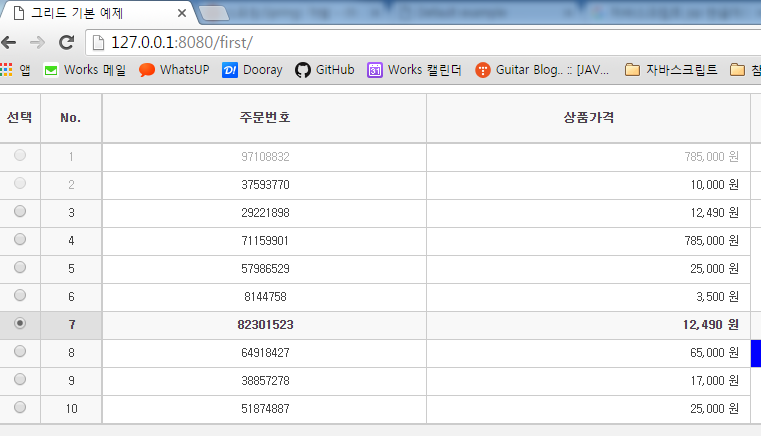 그리드 기본 예제
127.0.0.1:8080/first/
앱 Works 메일 WhatsUP Dooray GitHub Works 캘린더 Guitar Blog.. :: [JAV... 자바스크립트
선택 No. 주문번호 상품가격
1 97108832 785,000 원
2 37593770 10,000 원
3 29221898 12,490 원
4 71159901 785,000 원
5 57986529 25,000 원
6 8144758 3,500 원
7 82301523 12,490 원
8 64918427 65,000 원
9 38857278 17,000 원
10 51874887 25,000 원